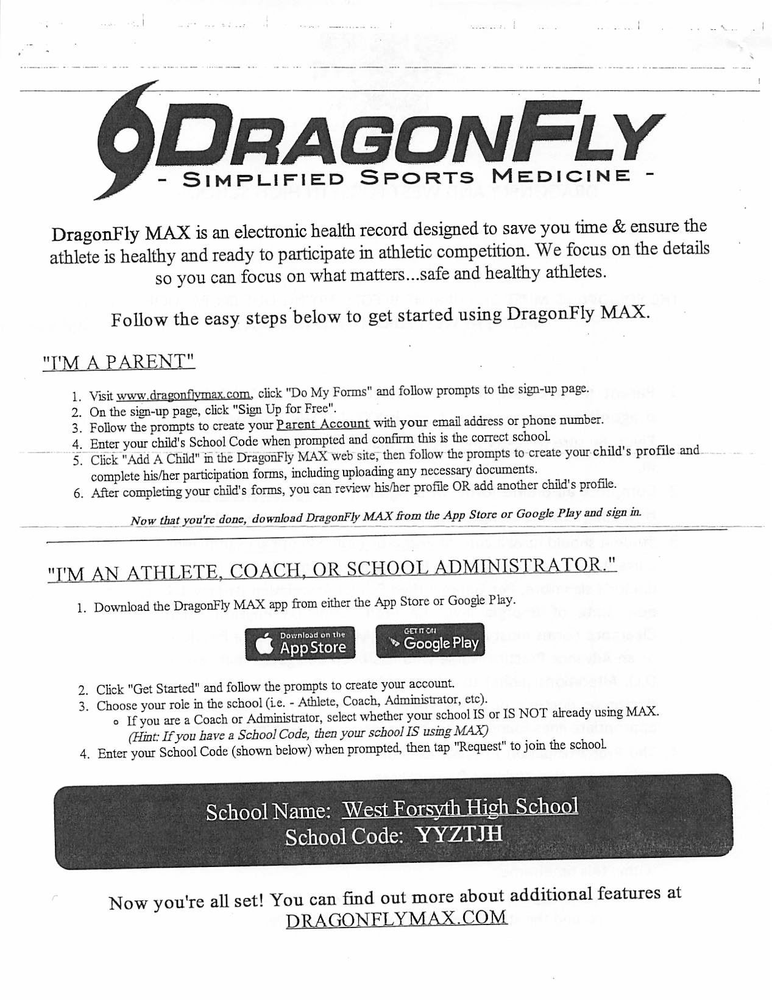 DRAGONFLY
- SIMPLIFIED SPORTS MEDICINE -
DragonFly MAX is an electronic health record designed to save you time & ensure the
athlete is healthy and ready to participate in athletic competition. We focus on the details
so you can focus on what matters...safe and healthy athletes.
Follow the easy steps below to get started using DragonFly MAX.
"I'M A PARENT"
1. Visit www.dragonflymax.com, click "Do My Forms" and follow prompts to the sign-up page.
2. On the sign-up page, click "Sign Up for Free".
3. Follow the prompts to create your Parent Account with your email address or phone number.
4. Enter your child's School Code when prompted and confirm this is the correct school.
5. Click "Add A Child" in the DragonFly MAX web site, then follow the prompts to create your child's profile and
complete his/her participation forms, including uploading any necessary documents.
6. After completing your child's forms, you can review his/her profile OR add another child's profile.
Now that you're done, download DragonFly MAX from the App Store or Google Play and sign in.
"I'M AN ATHLETE, COACH, OR SCHOOL ADMINISTRATOR."
1. Download the DragonFly MAX app from either the App Store or Google Play.
Download on the
App Store
GET IT ON
Google Play
2. Click "Get Started" and follow the prompts to create your account.
3. Choose your role in the school (i.e. - Athlete, Coach, Administrator, etc).
o If you are a Coach or Administrator, select whether your school IS or IS NOT already using MAX.
(Hint: If you have a School Code, then your school IS using MAX)
4. Enter your School Code (shown below) when prompted, then tap "Request" to join the school.
School Name: West Forsyth High School
School Code: YYZTJH
Now you're all set! You can find out more about additional features at
DRAGONFLYMAX.COM